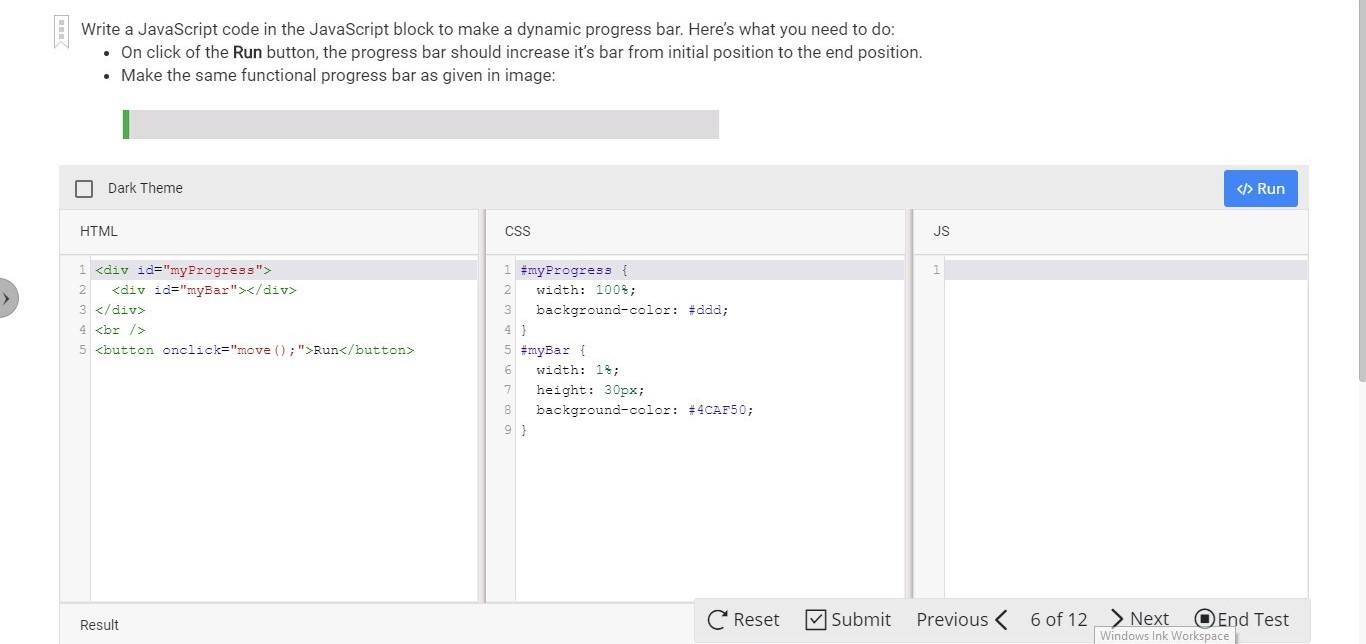 Write a JavaScript code in the JavaScript block to make a dynamic progress bar. Here's what you need to do:
• On click of the Run button, the progress bar should increase it's bar from initial position to the end position.
• Make the same functional progress bar as given in image:
Dark Theme
</> Run
HTML
1 <div id="myProgress">
2   <div id="myBar"></div>
3 </div>
4 <br />
5 <button onclick="move();">Run</button>
CSS
1 #myProgress {
2   width: 100%;
3   background-color: #ddd;
4 }
5 #myBar {
6   width: 1%;
7   height: 30px;
8   background-color: #4CAF50;
9 }
JS
1
Result
Reset Submit Previous 6 of 12 Next End Test
Windows Ink Workspace